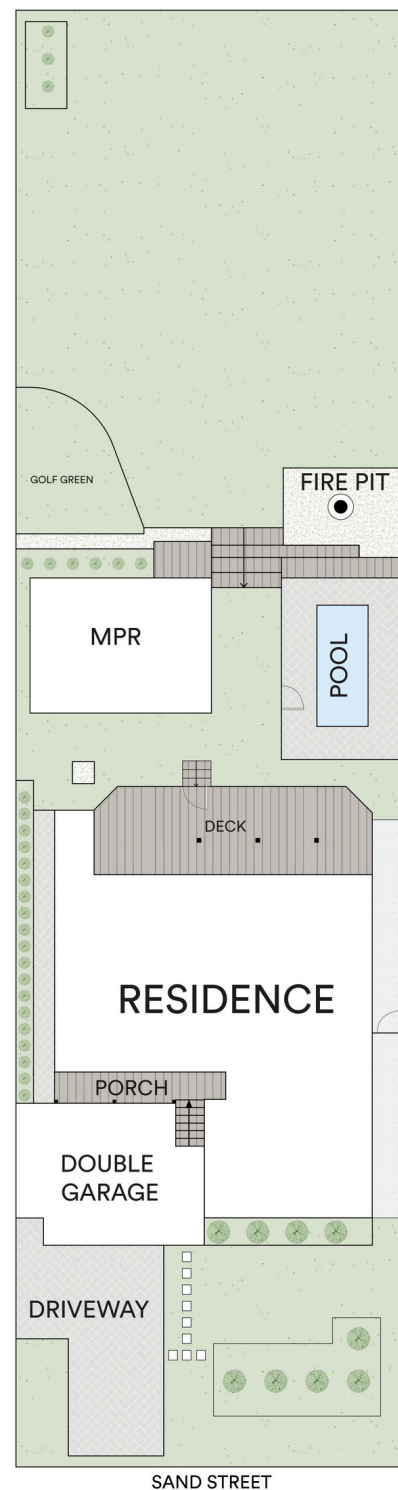 GOLF GREEN
FIRE PIT
MPR
POOL
DECK
RESIDENCE
PORCH
DOUBLE
GARAGE
DRIVEWAY
SAND STREET